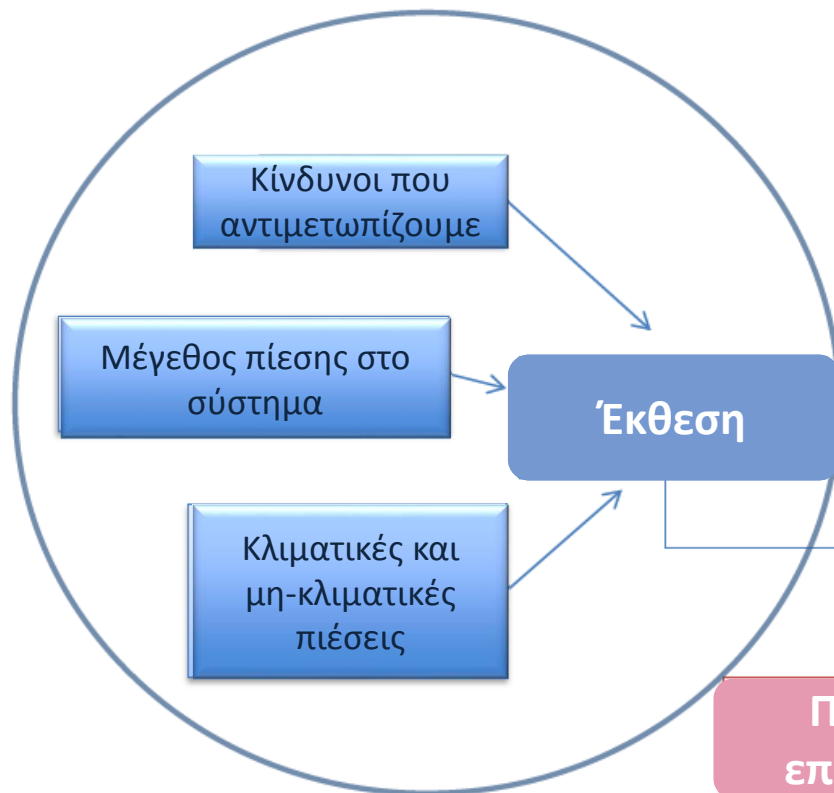 Κίνδυνοι που
αντιμετωπίζουμε
Μέγεθος πίεσης στο
σύστημα
Έκθεση
Κλιματικές και
μη-κλιματικές
πιέσεις